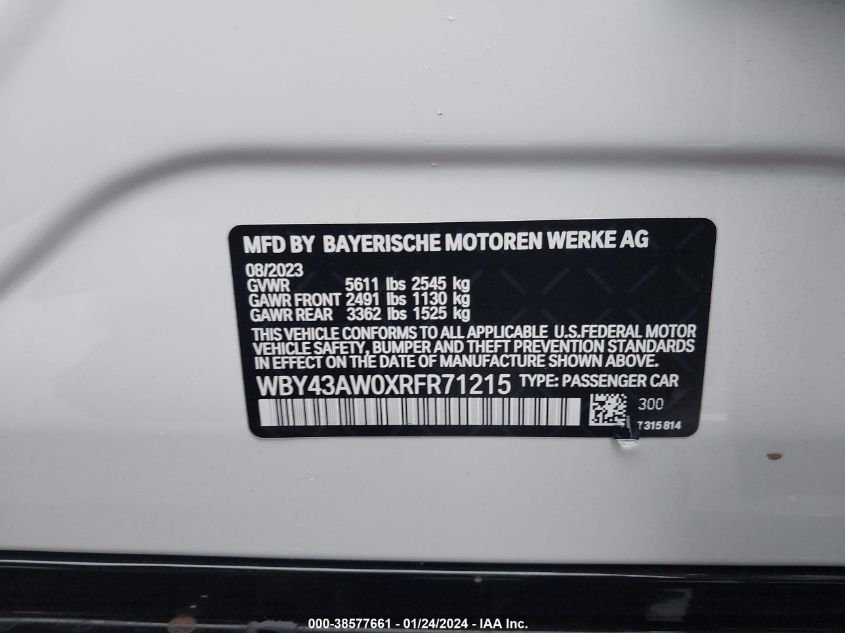 MFD BY BAYERISCHE MOTOREN WERKE AG
08/2023
GVWR 5611 lbs 2545 kg
GAWR FRONT 2491 lbs 1130 kg
GAWR REAR 3362 lbs 1525 kg
THIS VEHICLE CONFORMS TO ALL APPLICABLE U.S.FEDERAL MOTOR
VEHICLE SAFETY, BUMPER AND THEFT PREVENTION STANDARDS
IN EFFECT ON THE DATE OF MANUFACTURE SHOWN ABOVE.
WBY43AW0XRFR71215 TYPE: PASSENGER CAR
300
7 315 814
000-38577661 - 01/24/2024 - IAA Inc.